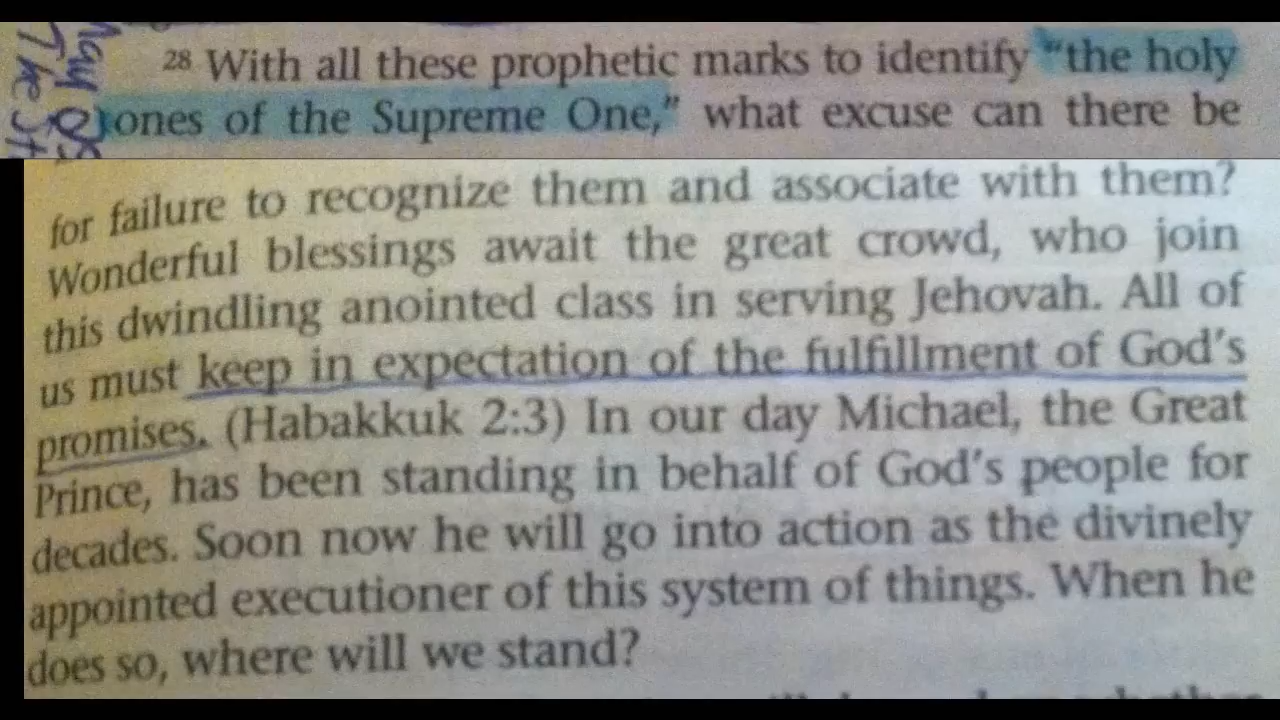 28 With all these prophetic marks to identify “the holy
ones of the Supreme One,” what excuse can there be
for failure to recognize them and associate with them?
Wonderful blessings await the great crowd, who join
this dwindling anointed class in serving Jehovah. All of
us must keep in expectation of the fulfillment of God’s
promises. (Habakkuk 2:3) In our day Michael, the Great
Prince, has been standing in behalf of God’s people for
decades. Soon now he will go into action as the divinely
appointed executioner of this system of things. When he
does so, where will we stand?